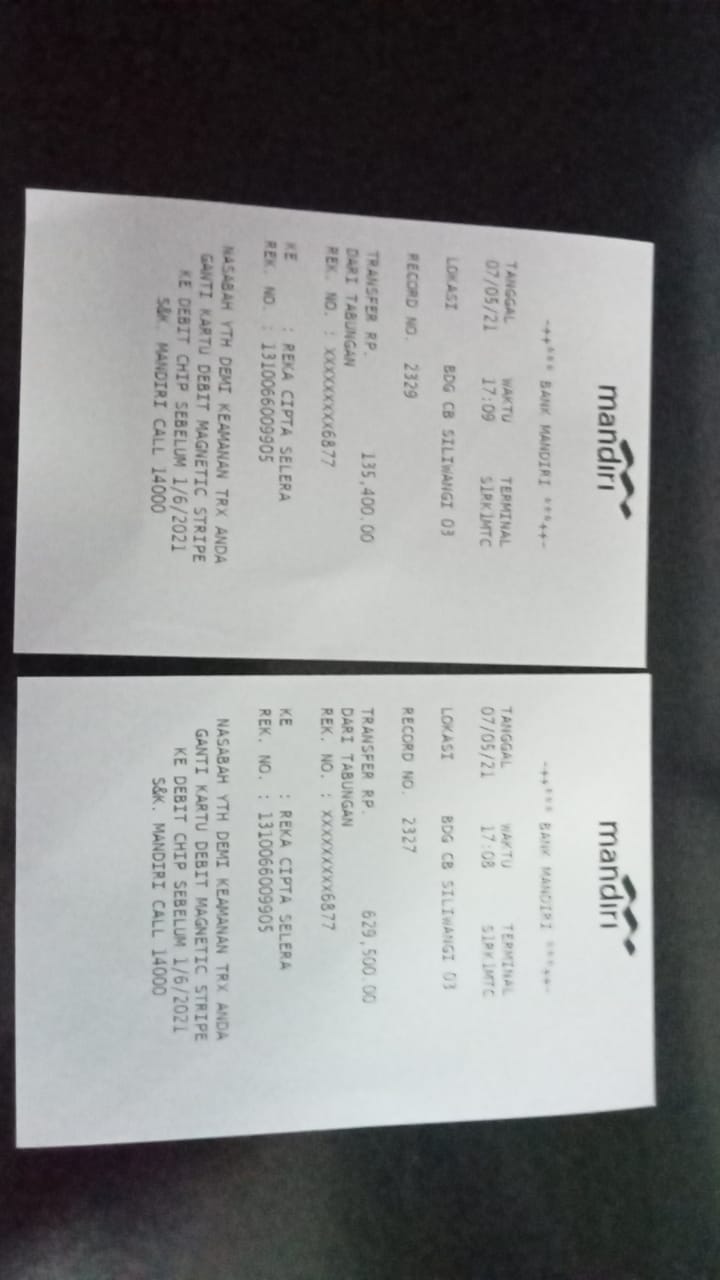 mandiri
-++*** BANK MANDIRI ***++-
TANGGAL WAKTU TERMINAL
07/05/21 17:09 S1RK1MTC
LOKASI BDG CB SILIWANGI 03
RECORD NO. 2329
TRANSFER RP. 135,400.00
DARI TABUNGAN
REK. NO. : XXXXXXXXX6877
KE : REKA CIPTA SELERA
REK. NO. : 1310066009905
NASABAH YTH DEMI KEAMANAN TRX ANDA
GANTI KARTU DEBIT MAGNETIC STRIPE
KE DEBIT CHIP SEBELUM 1/6/2021
S&K. MANDIRI CALL 14000
mandiri
-++*** BANK MANDIRI ***++-
TANGGAL WAKTU TERMINAL
07/05/21 17:08 S1RK1MTC
LOKASI BDG CB SILIWANGI 03
RECORD NO. 2327
TRANSFER RP. 629,500.00
DARI TABUNGAN
REK. NO. : XXXXXXXXX6877
KE : REKA CIPTA SELERA
REK. NO. : 1310066009905
NASABAH YTH DEMI KEAMANAN TRX ANDA
GANTI KARTU DEBIT MAGNETIC STRIPE
KE DEBIT CHIP SEBELUM 1/6/2021
S&K. MANDIRI CALL 14000